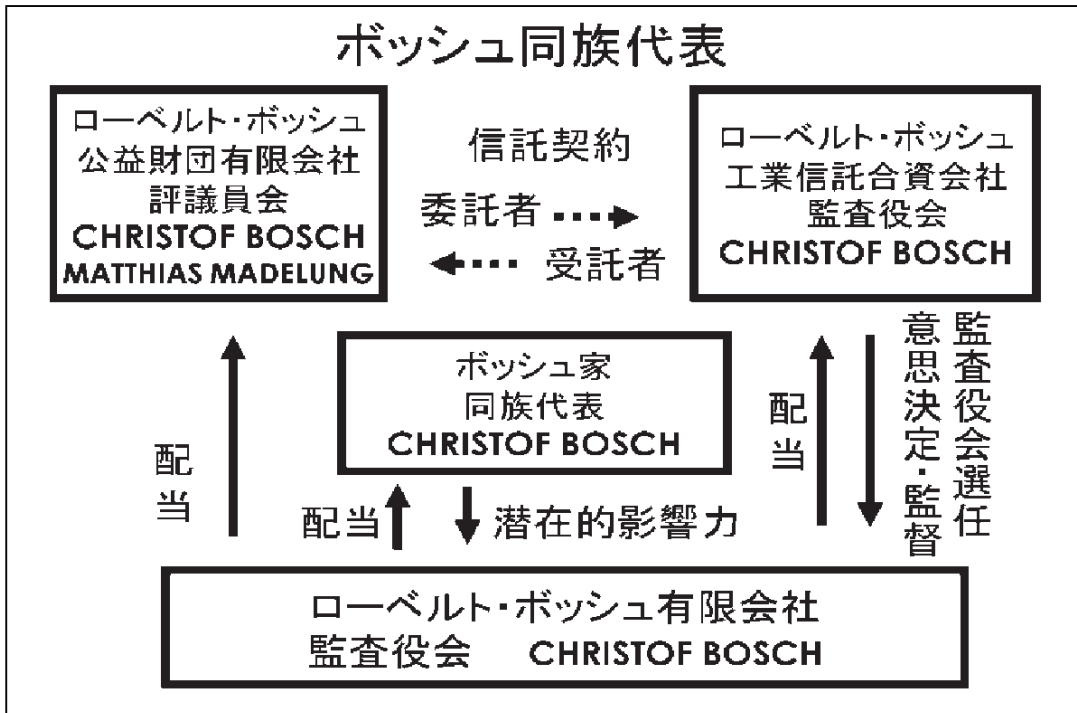 ボッシュ同族代表
ローベルト・ボッシュ
公益財団有限会社
評議員会
CHRISTOF BOSCH
MATTHIAS MADELUNG
信託契約
委託者
受託者
ローベルト・ボッシュ
工業信託合資会社
監査役会
CHRISTOF BOSCH
ボッシュ家
同族代表
CHRISTOF BOSCH
配当
配当
潜在的影響力
配当
監査役会選任
意思決定・監督
ローベルト・ボッシュ有限会社
監査役会 CHRISTOF BOSCH